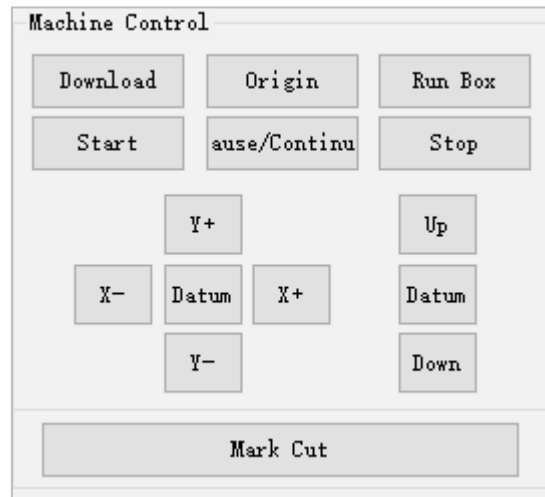 Machine Control
Download Origin Run Box
Start ause/Continu Stop
Y+ Up
X- Datum X+ Datum
Y- Down
Mark Cut